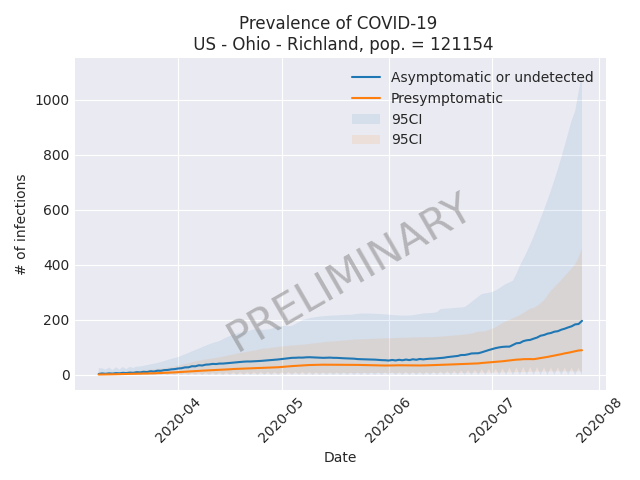 Prevalence of COVID-19
US - Ohio - Richland, pop. = 121154
Asymptomatic or undetected
Presymptomatic
95CI
95CI
# of infections
1000
800
600
400
200
0
PRELIMINARY
2020-04
2020-05
2020-06
2020-07
2020-08
Date